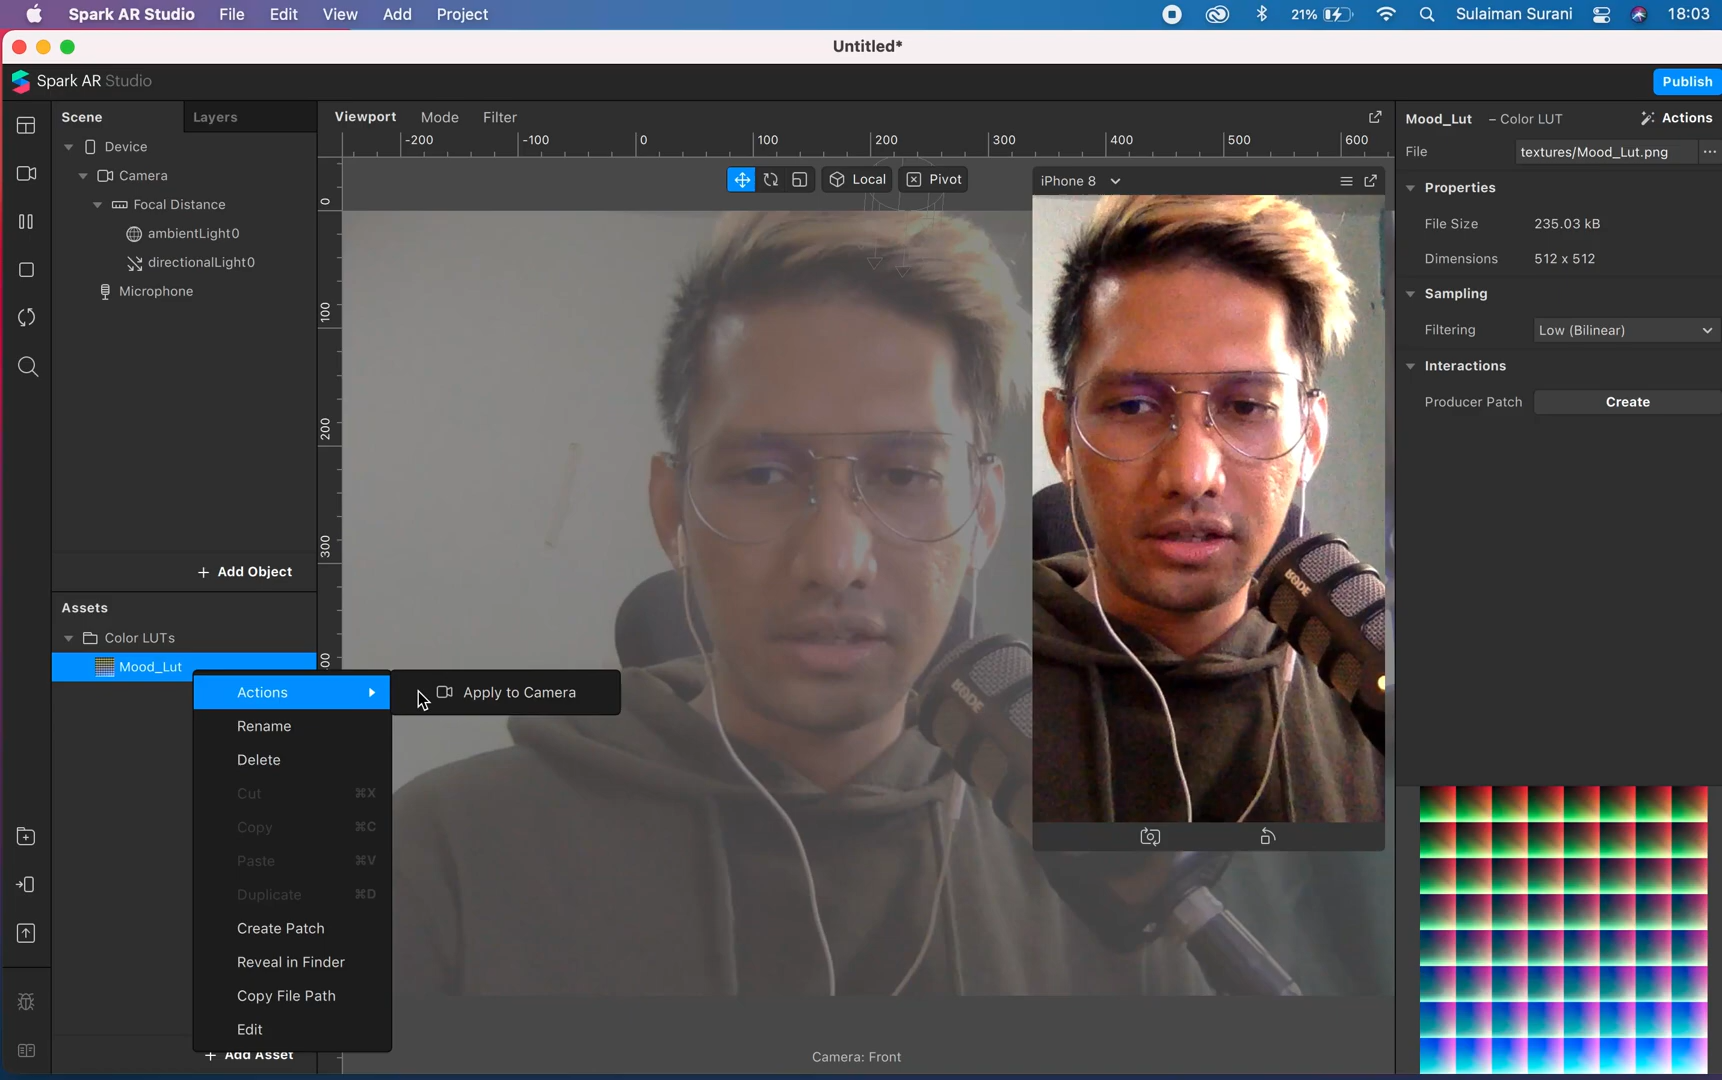 Spark AR Studio File Edit View Add Project 21% Sulaiman Surani 18:03
Untitled*
Spark AR Studio
Publish
Scene Layers
Device
Camera
Focal Distance
ambientLight0
directionalLight0
Microphone
+ Add Object
Assets
Color LUTs
Mood_Lut
+ Add Asset
Actions
Rename
Delete
Cut ⌘X
Copy ⌘C
Paste ⌘V
Duplicate ⌘D
Create Patch
Reveal in Finder
Copy File Path
Edit
Apply to Camera
Viewport Mode Filter
-200 -100 0 100 200 300 400 500 600
0
100
200
300
00
Local Pivot
iPhone 8
RODE
RODE
Camera: Front
Mood_Lut – Color LUT Actions
File textures/Mood_Lut.png ...
Properties
File Size 235.03 kB
Dimensions 512 x 512
Sampling
Filtering Low (Bilinear)
Interactions
Producer Patch Create